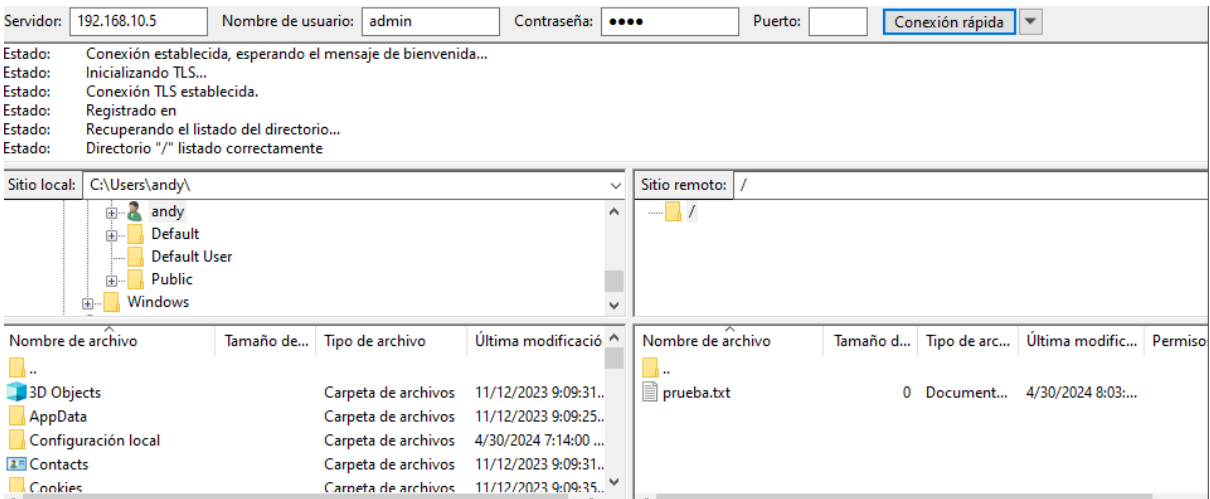 Servidor: 192.168.10.5 Nombre de usuario: admin Contraseña: •••• Puerto: Conexión rápida
Estado: Conexión establecida, esperando el mensaje de bienvenida...
Estado: Inicializando TLS...
Estado: Conexión TLS establecida.
Estado: Registrado en
Estado: Recuperando el listado del directorio...
Estado: Directorio "/" listado correctamente
Sitio local: C:\Users\andy\
andy
Default
Default User
Public
Windows
Nombre de archivo Tamaño de... Tipo de archivo Última modificació
..
3D Objects Carpeta de archivos 11/12/2023 9:09:31..
AppData Carpeta de archivos 11/12/2023 9:09:25..
Configuración local Carpeta de archivos 4/30/2024 7:14:00 ...
Contacts Carpeta de archivos 11/12/2023 9:09:31..
Cookies Carpeta de archivos 11/12/2023 9:09:35..
Sitio remoto: /
/
Nombre de archivo Tamaño d... Tipo de arc... Última modific... Permiso
..
prueba.txt 0 Document... 4/30/2024 8:03:...